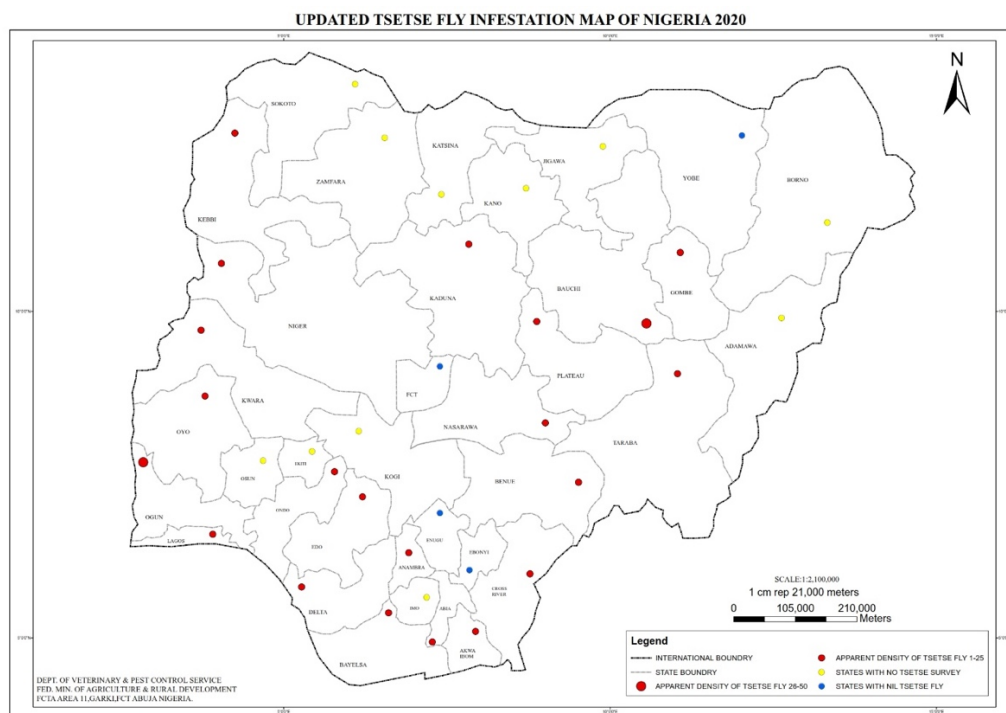 UPDATED TSETSE FLY INFESTATION MAP OF NIGERIA 2020
N
SOKOTO
KATSINA
JIGAWA
ZAMFARA
KANO
YOBE
BORNO
KEBBI
BAUCHI
GOMBE
KADUNA
NIGER
ADAMAWA
PLATEAU
FCT
KWARA
NASARAWA
OYO
TARABA
EKITI
OSUN
KOGI
BENUE
OGUN
ONDO
LAGOS
EDO
ENUGU
EBONYI
ANAMBRA
CROSS
RIVER
IMO
ABIA
DELTA
AKWA
IBOM
BAYELSA
SCALE:1:2,100,000
1 cm rep 21,000 meters
0 105,000 210,000
Meters
Legend
INTERNATIONAL BOUNDARY
STATE BOUNDARY
APPARENT DENSITY OF TSETSE FLY 26-50
APPARENT DENSITY OF TSETSE FLY 1-25
STATES WITH NO TSETSE SURVEY
STATES WITH NIL TSETSE FLY
DEPT. OF VETERINARY & PEST CONTROL SERVICE
FED. MIN. OF AGRICULTURE & RURAL DEVELOPMENT
FCTA AREA 11,GARKI,FCT ABUJA NIGERIA.